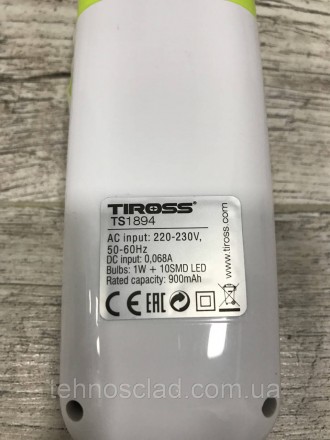 TIROSS®
TS1894
AC input: 220-230V,
50-60Hz
DC input: 0,068A
Bulbs: 1W + 10SMD LED
Rated capacity: 900mAh
CE EAC
www.tiross.com
tehnosclad.com.ua